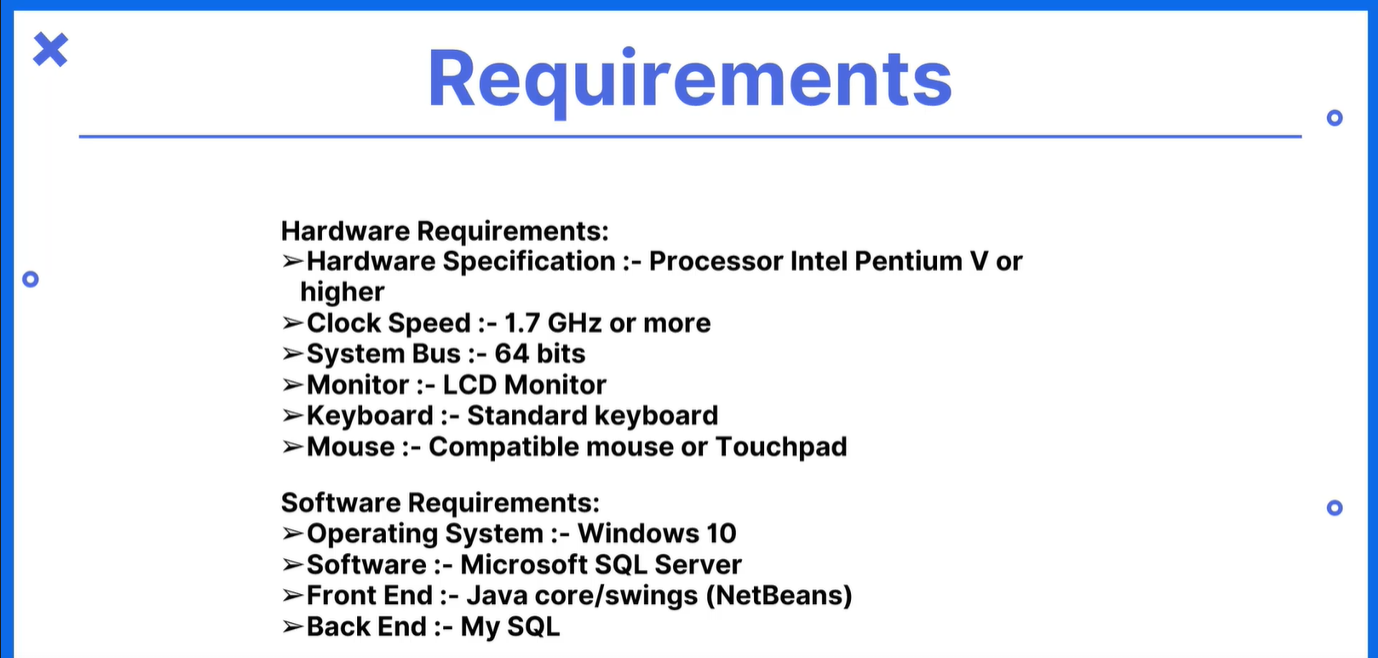 Requirements
Hardware Requirements:
➢Hardware Specification :- Processor Intel Pentium V or
higher
➢Clock Speed :- 1.7 GHz or more
➢System Bus :- 64 bits
➢Monitor :- LCD Monitor
➢Keyboard :- Standard keyboard
➢Mouse :- Compatible mouse or Touchpad
Software Requirements:
➢Operating System :- Windows 10
➢Software :- Microsoft SQL Server
➢Front End :- Java core/swings (NetBeans)
➢Back End :- My SQL